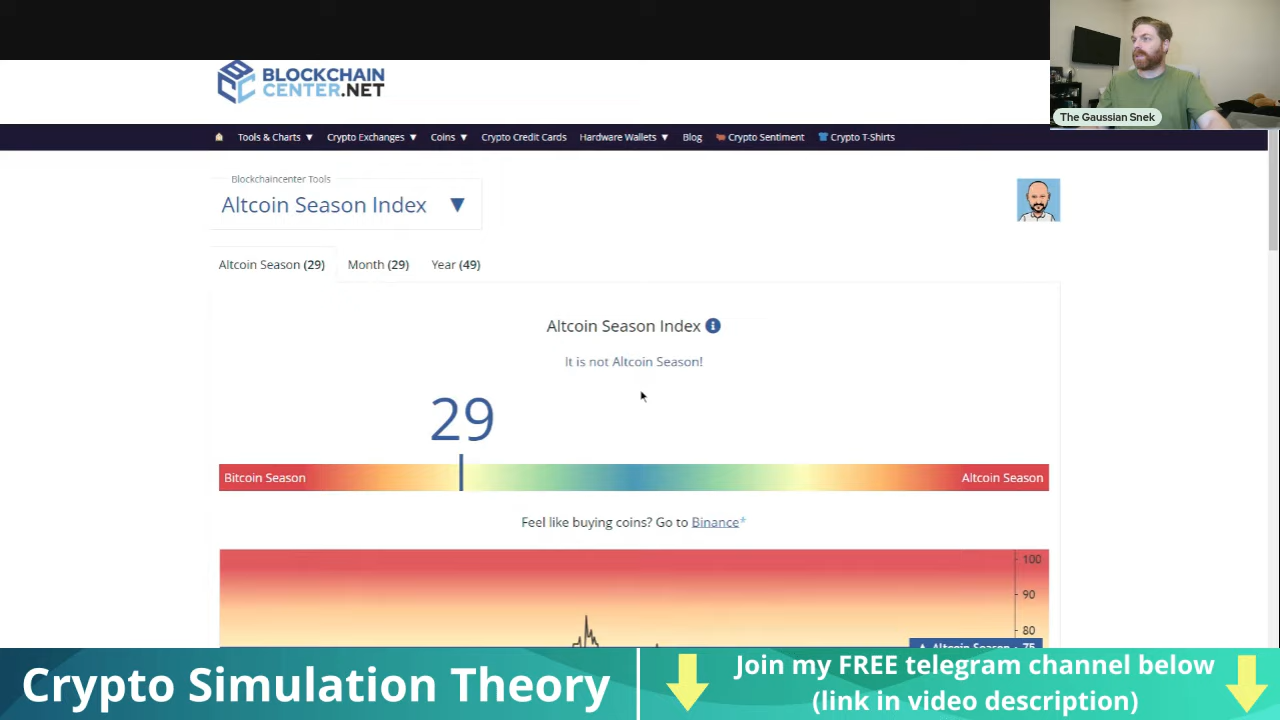 BLOCKCHAIN
CENTER.NET
The Gaussian Snek
Tools & Charts ▼ Crypto Exchanges ▼ Coins ▼ Crypto Credit Cards Hardware Wallets ▼ Blog Crypto Sentiment Crypto T-Shirts
Blockchaincenter Tools
Altcoin Season Index ▼
Altcoin Season (29) Month (29) Year (49)
Altcoin Season Index
It is not Altcoin Season!
29
Bitcoin Season Altcoin Season
Feel like buying coins? Go to Binance*
100
90
80
Altcoin Season - 75
Crypto Simulation Theory
Join my FREE telegram channel below
(link in video description)